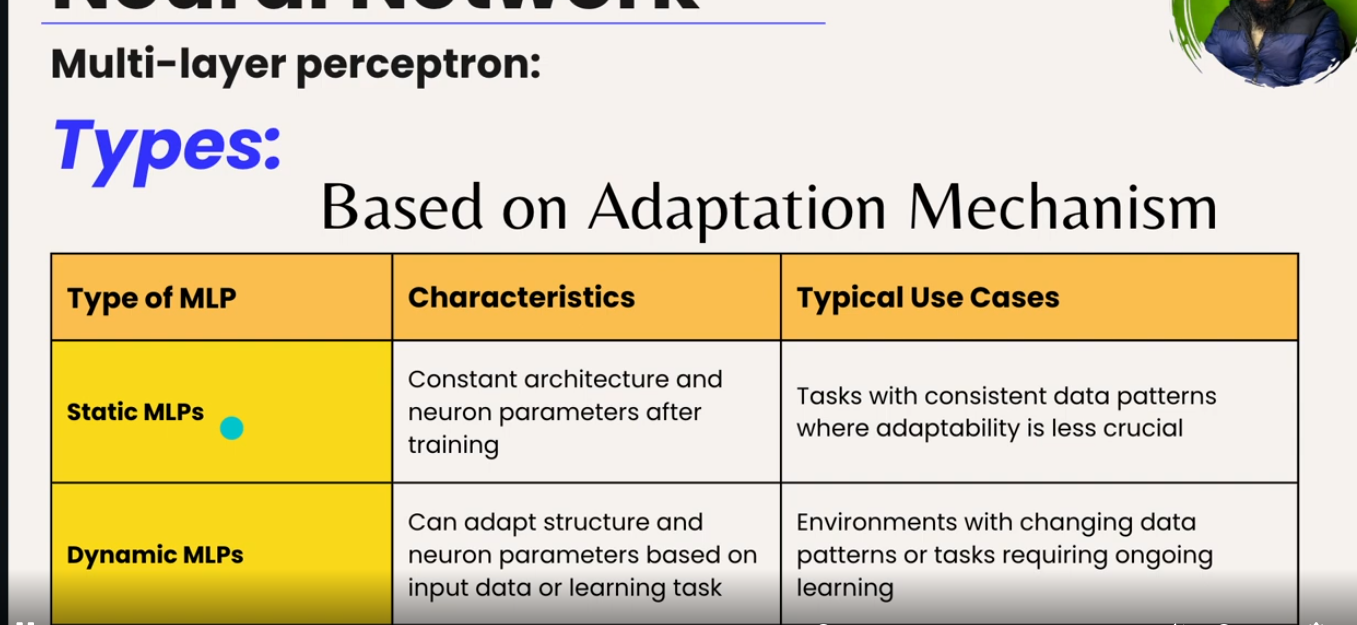 Neural Network
Multi-layer perceptron:
Types:
Based on Adaptation Mechanism
Type of MLP
Characteristics
Typical Use Cases
Static MLPs
Constant architecture and
neuron parameters after
training
Tasks with consistent data patterns
where adaptability is less crucial
Dynamic MLPs
Can adapt structure and
neuron parameters based on
input data or learning task
Environments with changing data
patterns or tasks requiring ongoing
learning